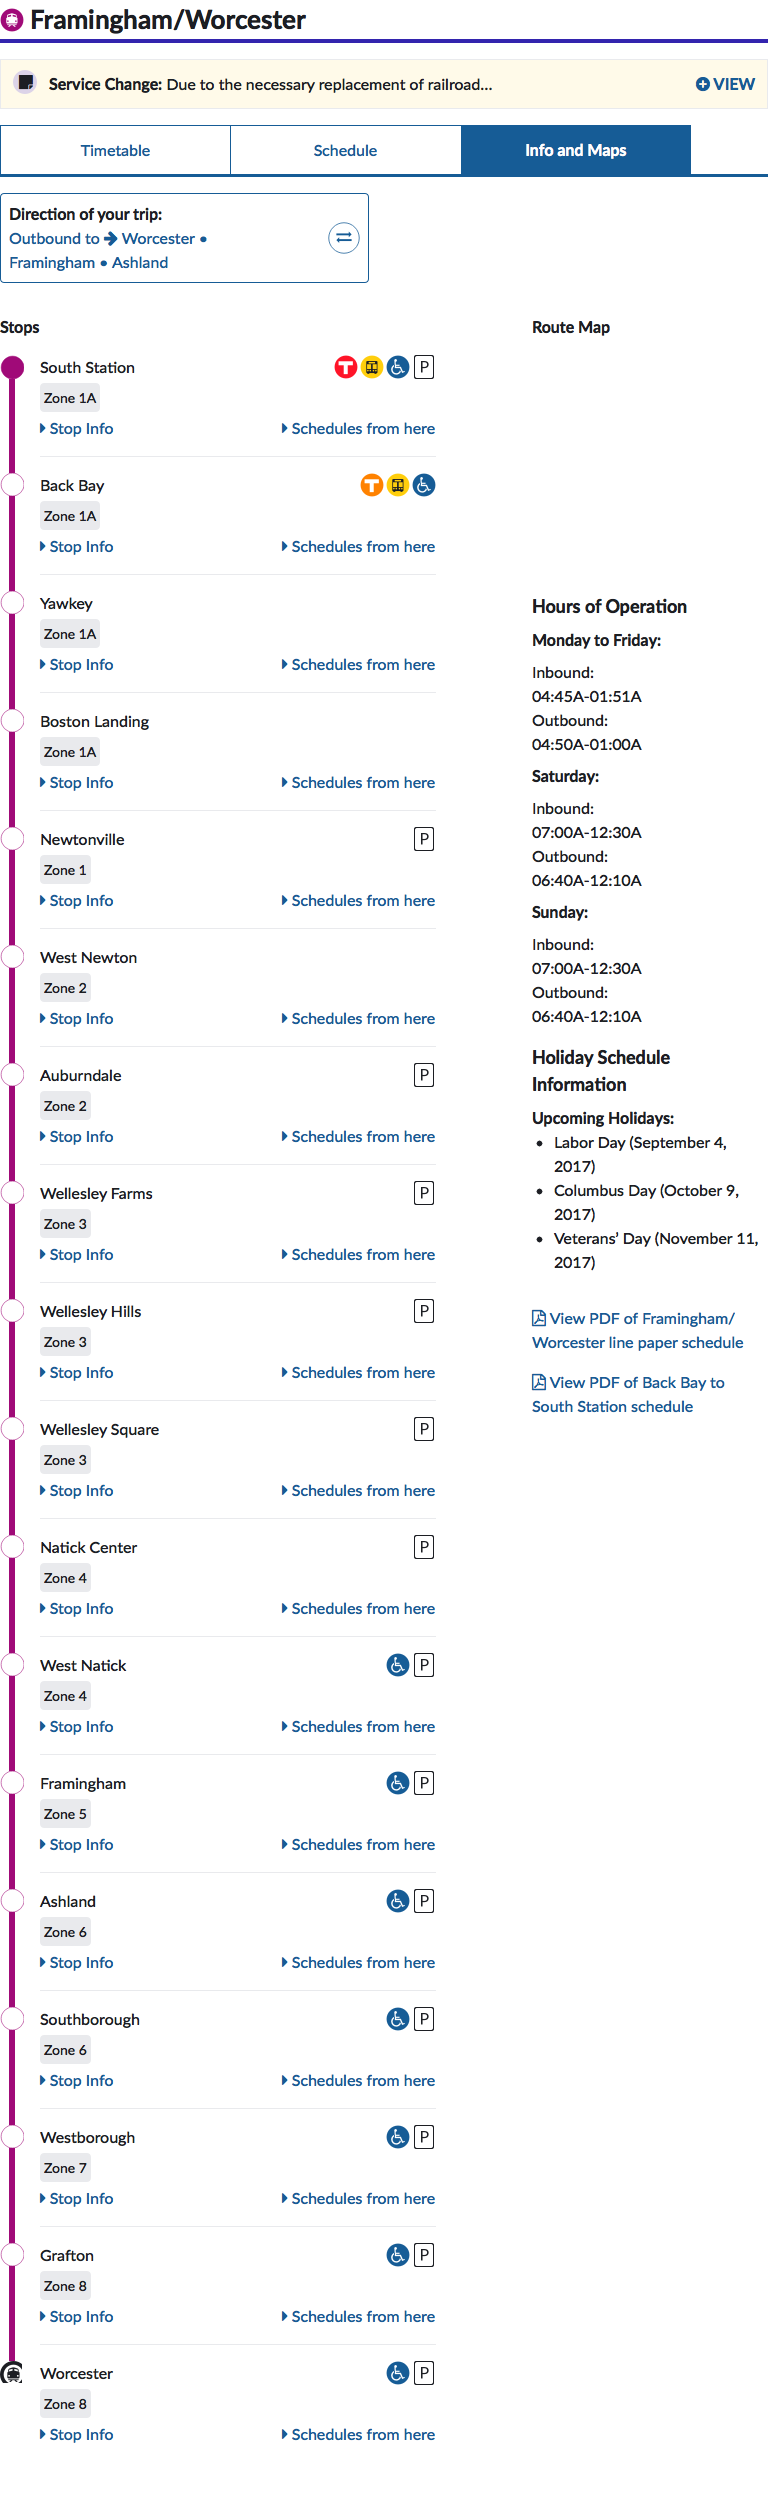 Framingham/Worcester
Service Change: Due to the necessary replacement of railroad...
VIEW
Timetable
Schedule
Info and Maps
Direction of your trip:
Outbound to Worcester •
Framingham • Ashland
Stops
South Station
T
P
Zone 1A
Stop Info
Schedules from here
Back Bay
T
Zone 1A
Stop Info
Schedules from here
Yawkey
Zone 1A
Stop Info
Schedules from here
Boston Landing
Zone 1A
Stop Info
Schedules from here
Newtonville
P
Zone 1
Stop Info
Schedules from here
West Newton
Zone 2
Stop Info
Schedules from here
Auburndale
P
Zone 2
Stop Info
Schedules from here
Wellesley Farms
P
Zone 3
Stop Info
Schedules from here
Wellesley Hills
P
Zone 3
Stop Info
Schedules from here
Wellesley Square
P
Zone 3
Stop Info
Schedules from here
Natick Center
P
Zone 4
Stop Info
Schedules from here
West Natick
P
Zone 4
Stop Info
Schedules from here
Framingham
P
Zone 5
Stop Info
Schedules from here
Ashland
P
Zone 6
Stop Info
Schedules from here
Southborough
P
Zone 6
Stop Info
Schedules from here
Westborough
P
Zone 7
Stop Info
Schedules from here
Grafton
P
Zone 8
Stop Info
Schedules from here
Worcester
P
Zone 8
Stop Info
Schedules from here
Route Map
Hours of Operation
Monday to Friday:
Inbound:
04:45A-01:51A
Outbound:
04:50A-01:00A
Saturday:
Inbound:
07:00A-12:30A
Outbound:
06:40A-12:10A
Sunday:
Inbound:
07:00A-12:30A
Outbound:
06:40A-12:10A
Holiday Schedule
Information
Upcoming Holidays:
• Labor Day (September 4,
2017)
• Columbus Day (October 9,
2017)
• Veterans’ Day (November 11,
2017)
View PDF of Framingham/
Worcester line paper schedule
View PDF of Back Bay to
South Station schedule